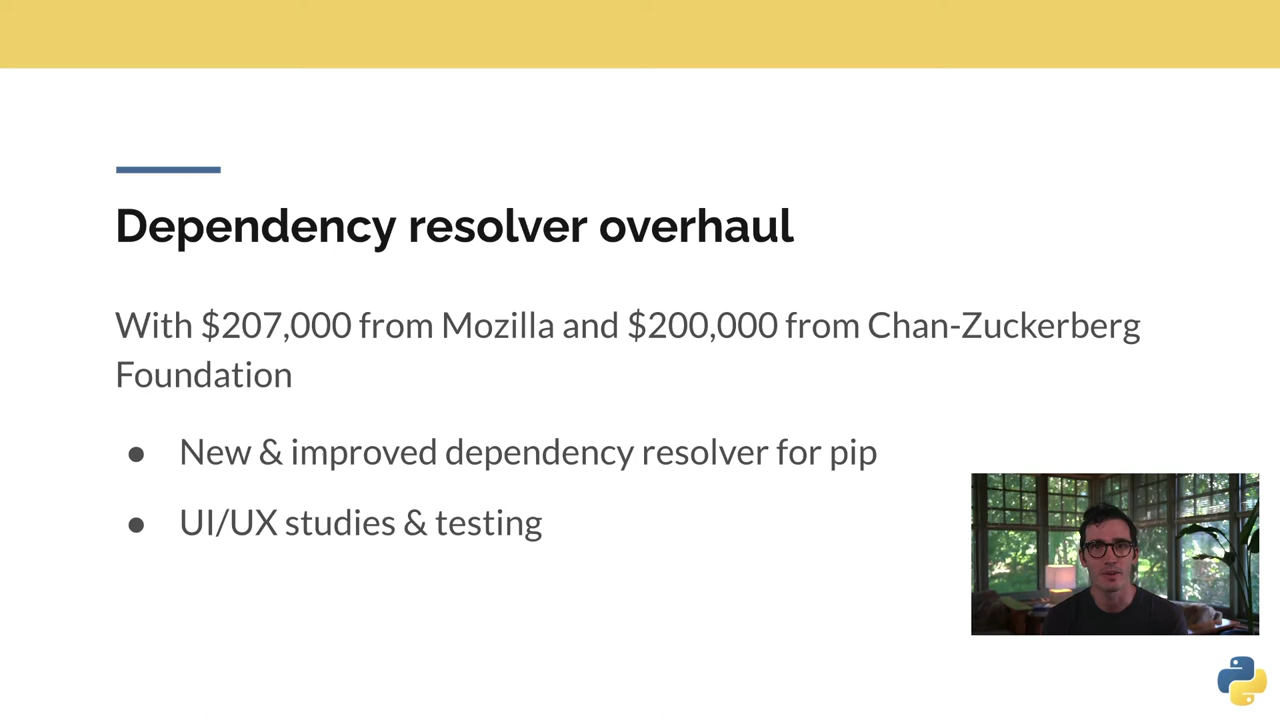 Dependency resolver overhaul
With $207,000 from Mozilla and $200,000 from Chan-Zuckerberg
Foundation
● New & improved dependency resolver for pip
● UI/UX studies & testing